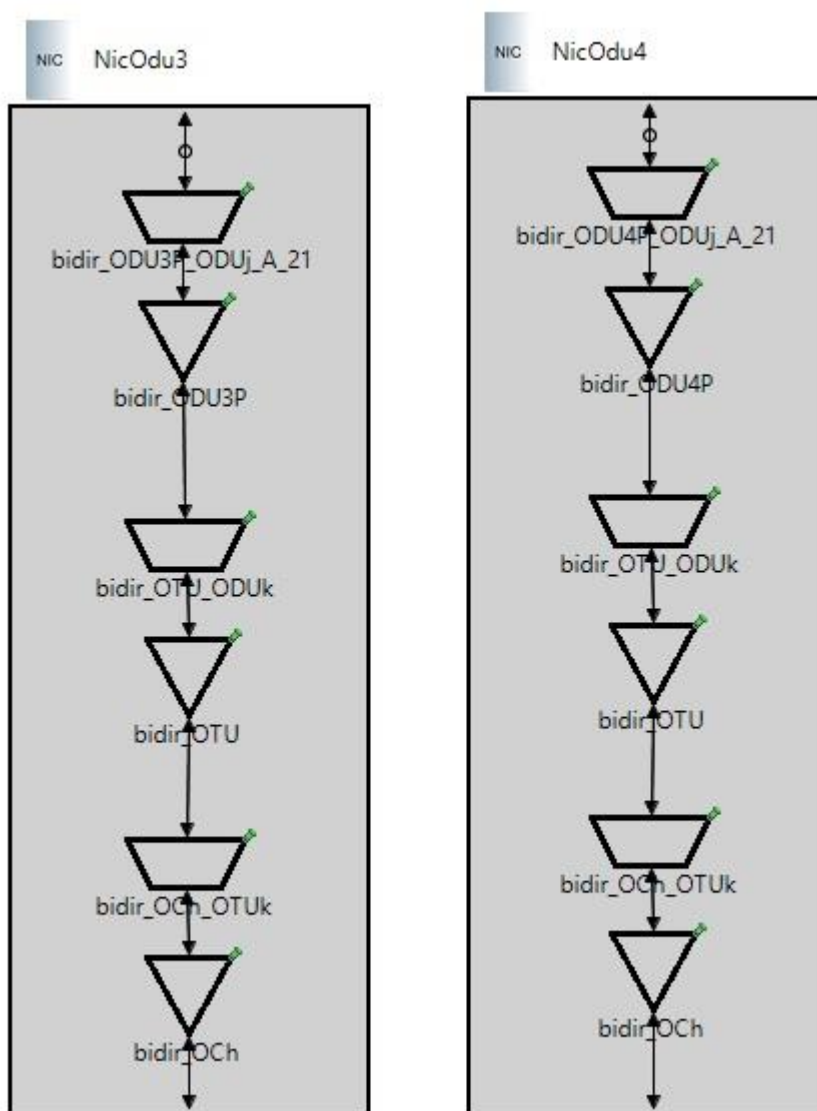 NIC NicOdu3
bidir_ODU3P_ODUj_A_21
bidir_ODU3P
bidir_OTU_ODUk
bidir_OTU
bidir_OCh_OTUk
bidir_OCh
NIC NicOdu4
bidir_ODU4P_ODUj_A_21
bidir_ODU4P
bidir_OTU_ODUk
bidir_OTU
bidir_OCh_OTUk
bidir_OCh